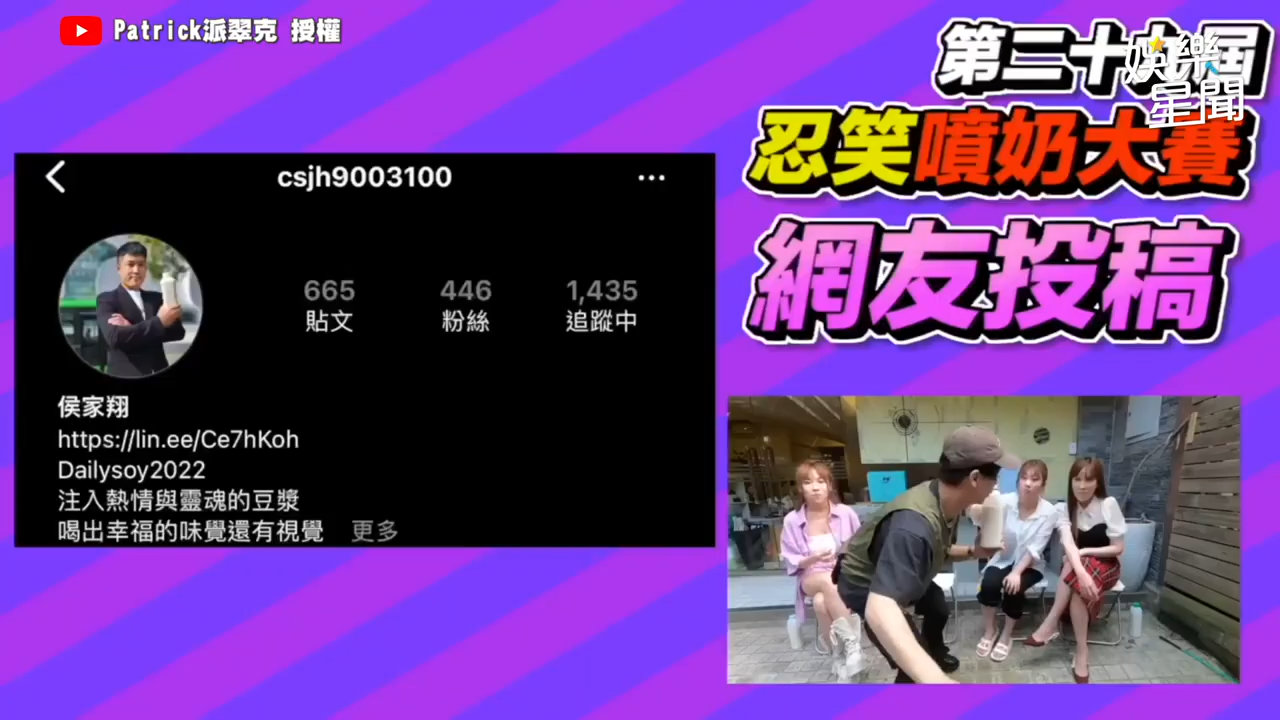 Patrick派翠克 授權
第三十九屆
娛樂
星聞
忍笑噴奶大賽
網友投稿
csjh9003100
665
446
1,435
貼文
粉絲
追蹤中
侯家翔
https://lin.ee/Ce7hKoh
Dailysoy2022
注入熱情與靈魂的豆漿
喝出幸福的味覺還有視覺 更多